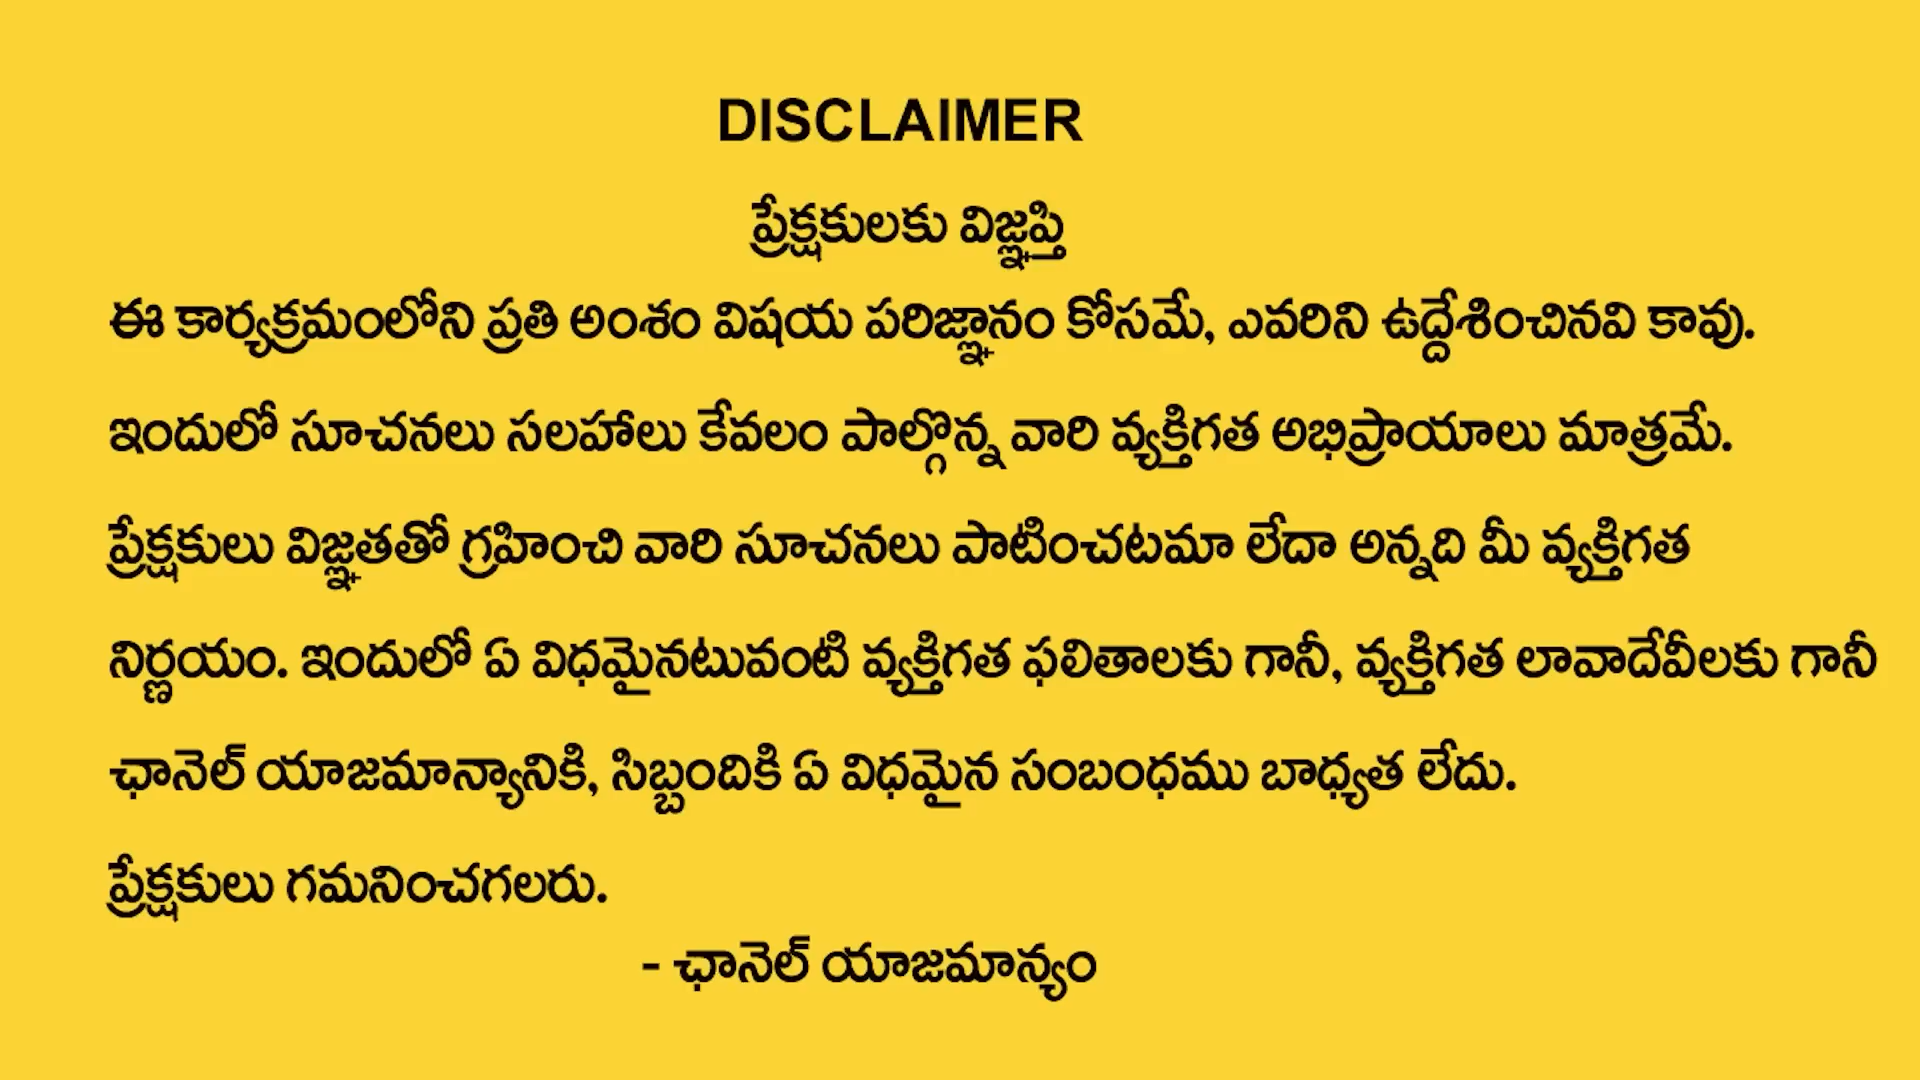 DISCLAIMER
ప్రేక్షకులకు విజ్ఞప్తి
ఈ కార్యక్రమంలోని ప్రతి అంశం విషయ పరిజ్ఞానం కోసమే, ఎవరిని ఉద్దేశించినవి కావు.
ఇందులో సూచనలు సలహాలు కేవలం పాల్గొన్న వారి వ్యక్తిగత అభిప్రాయాలు మాత్రమే.
ప్రేక్షకులు విజ్ఞతతో గ్రహించి వారి సూచనలు పాటించటమా లేదా అన్నది మీ వ్యక్తిగత
నిర్ణయం. ఇందులో ఏ విధమైనటువంటి వ్యక్తిగత ఫలితాలకు గానీ, వ్యక్తిగత లావాదేవీలకు గానీ
ఛానెల్ యాజమాన్యానికి, సిబ్బందికి ఏ విధమైన సంబంధము బాధ్యత లేదు.
ప్రేక్షకులు గమనించగలరు.
- ఛానెల్ యాజమాన్యం